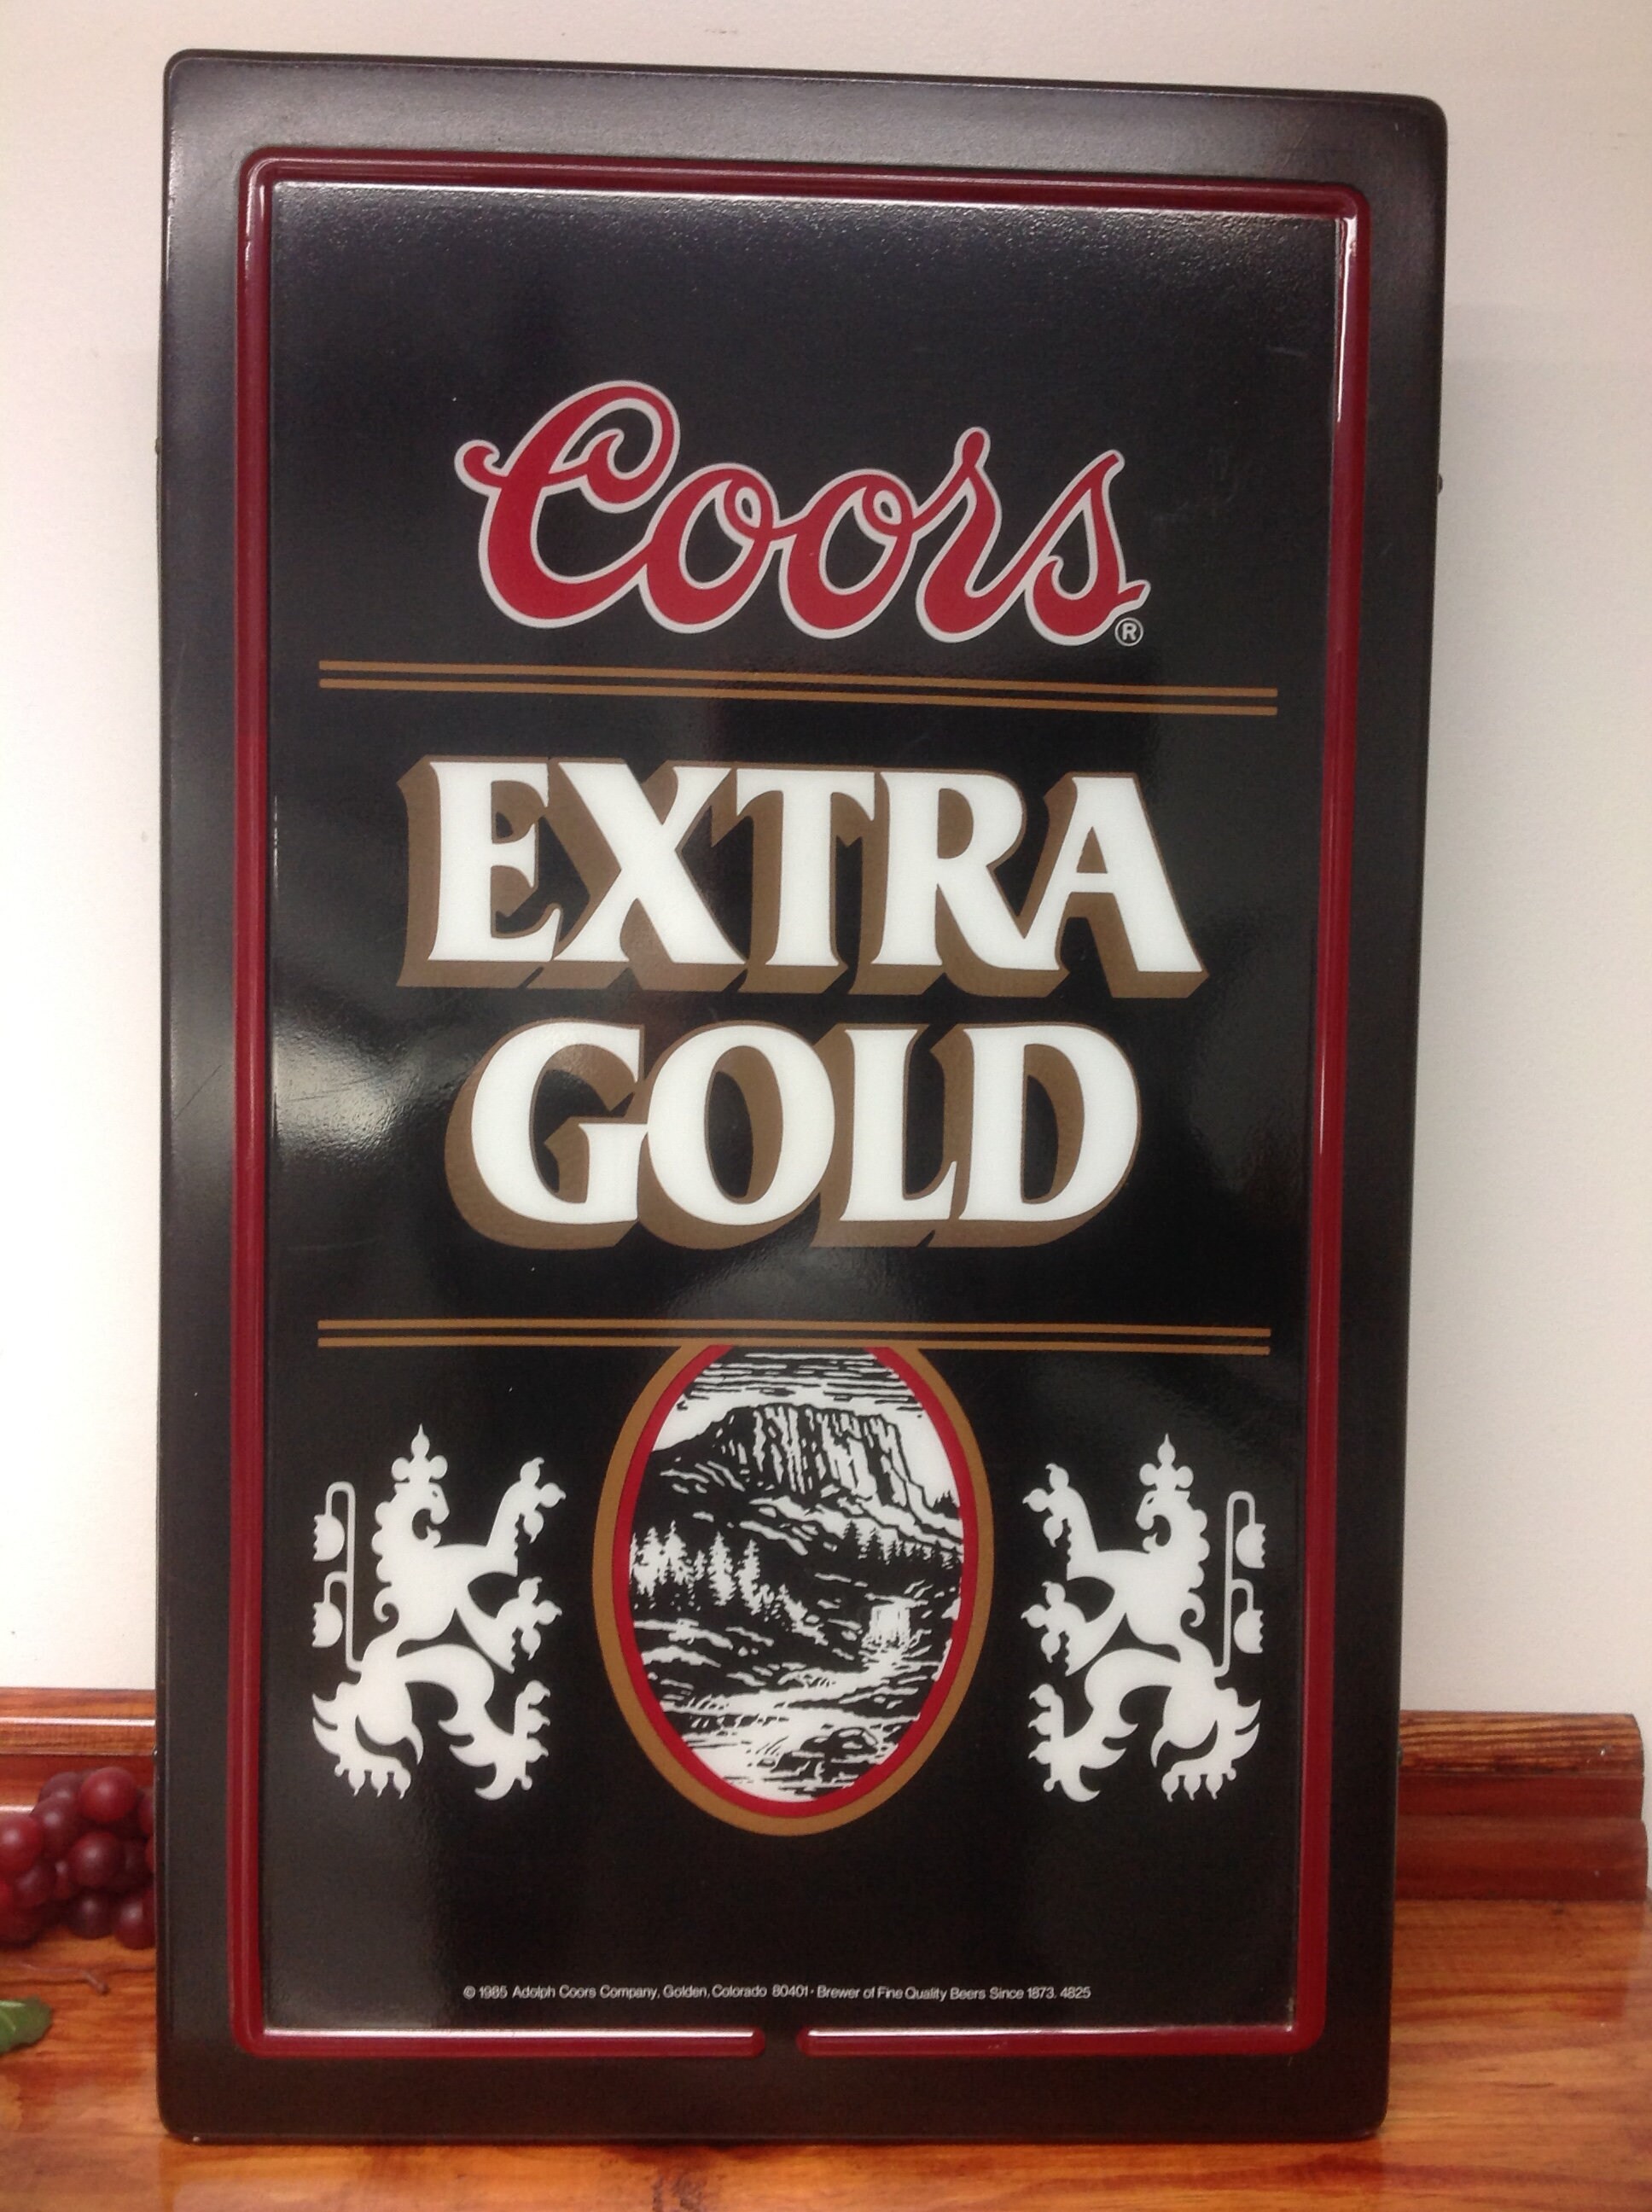 Coors®
EXTRA
GOLD
© 1985 Adolph Coors Company, Golden, Colorado 80401 · Brewer of Fine Quality Beers Since 1873. 4825